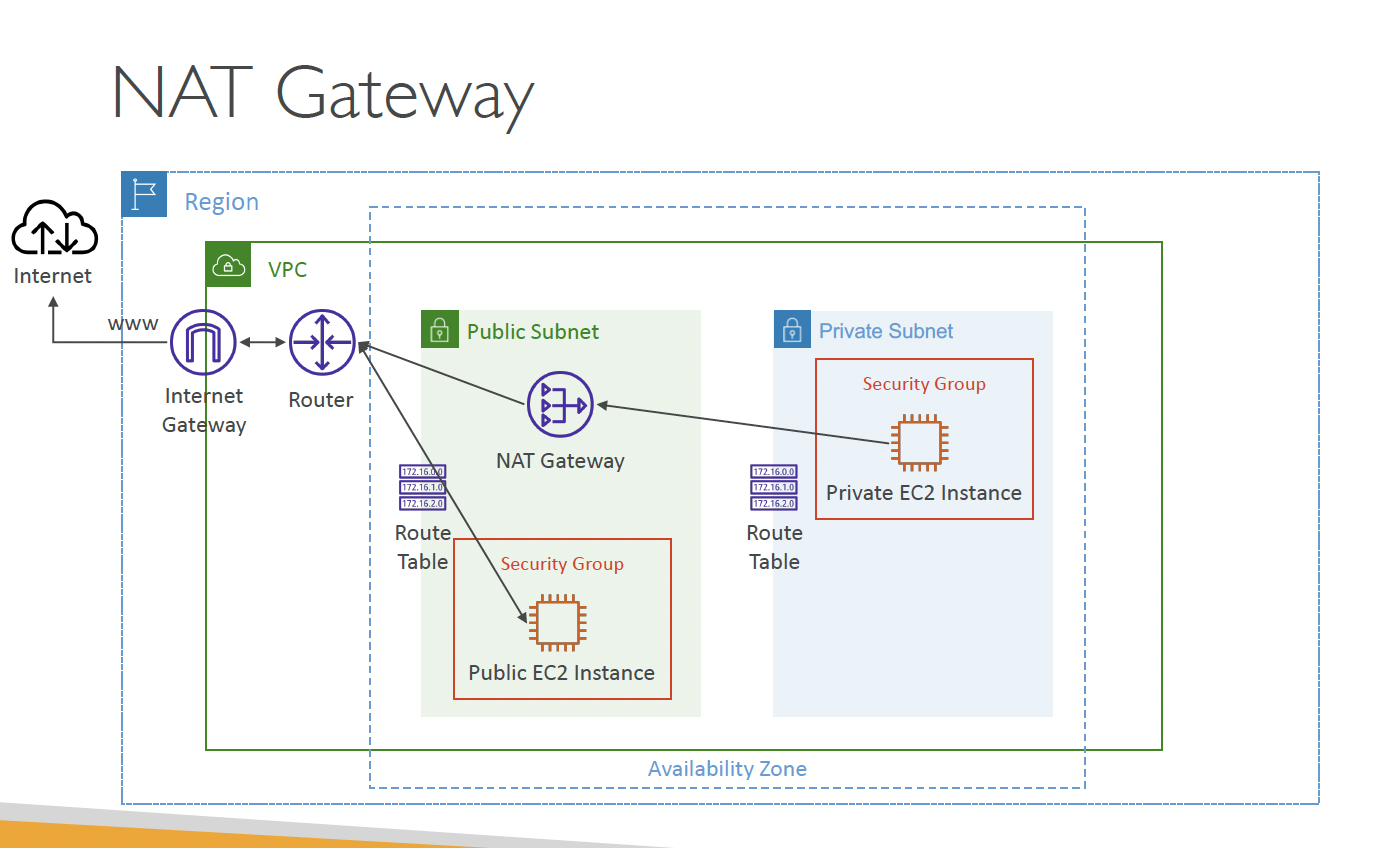 NAT Gateway
Region
Internet
VPC
www
Internet
Gateway
Router
Public Subnet
NAT Gateway
172.16.0.0
172.16.1.0
172.16.2.0
Route
Table
Security Group
Public EC2 Instance
Private Subnet
Security Group
Private EC2 Instance
172.16.0.0
172.16.1.0
172.16.2.0
Route
Table
Availability Zone